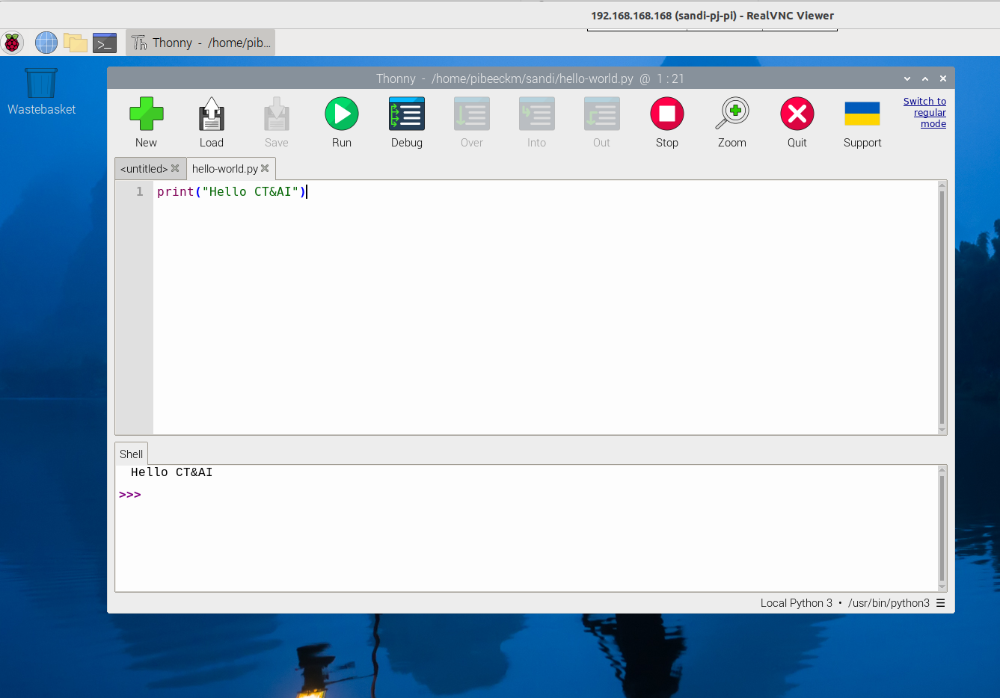 192.168.168.168 (sandi-pj-pi) - RealVNC Viewer
Thonny - /home/pib...
Wastebasket
Thonny - /home/pibeeckm/sandi/hello-world.py @ 1 : 21
New Load Save Run Debug Over Into Out Stop Zoom Quit Support
Switch to
regular
mode
<untitled> hello-world.py
1 print("Hello CT&AI")
Shell
Hello CT&AI
>>>
Local Python 3 • /usr/bin/python3 ☰